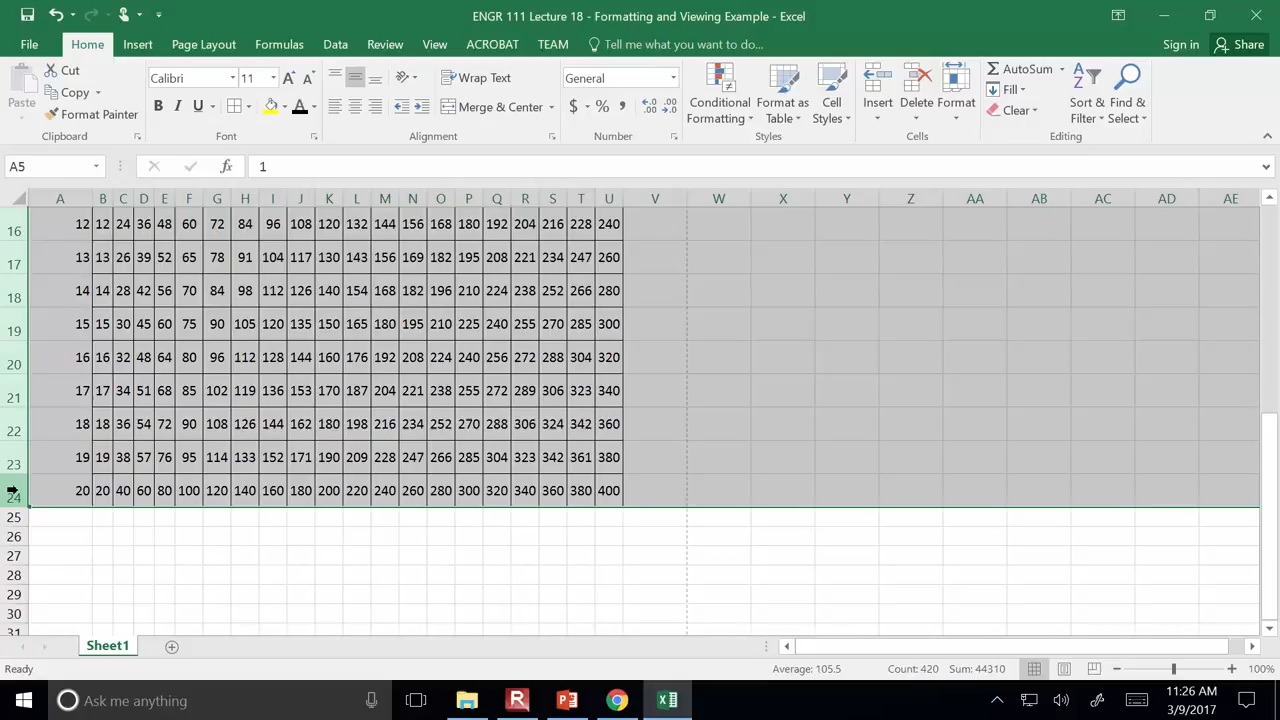 ENGR 111 Lecture 18 - Formatting and Viewing Example - Excel
File Home Insert Page Layout Formulas Data Review View ACROBAT TEAM Tell me what you want to do... Sign in Share
Paste Cut Copy Format Painter Clipboard
Calibri 11 B I U A Font
Wrap Text Merge & Center Alignment
General $ % , Number
Conditional Formatting Format as Table Cell Styles Styles
Insert Delete Format Cells
AutoSum Fill Clear Sort & Filter Find & Select Editing
A5 fx 1
A B C D E F G H I J K L M N O P Q R S T U V W X Y Z AA AB AC AD AE
16 12 12 24 36 48 60 72 84 96 108 120 132 144 156 168 180 192 204 216 228 240
17 13 13 26 39 52 65 78 91 104 117 130 143 156 169 182 195 208 221 234 247 260
18 14 14 28 42 56 70 84 98 112 126 140 154 168 182 196 210 224 238 252 266 280
19 15 15 30 45 60 75 90 105 120 135 150 165 180 195 210 225 240 255 270 285 300
20 16 16 32 48 64 80 96 112 128 144 160 176 192 208 224 240 256 272 288 304 320
21 17 17 34 51 68 85 102 119 136 153 170 187 204 221 238 255 272 289 306 323 340
22 18 18 36 54 72 90 108 126 144 162 180 198 216 234 252 270 288 306 324 342 360
23 19 19 38 57 76 95 114 133 152 171 190 209 228 247 266 285 304 323 342 361 380
24 20 20 40 60 80 100 120 140 160 180 200 220 240 260 280 300 320 340 360 380 400
25
26
27
28
29
30
31
Sheet1
Ready Average: 105.5 Count: 420 Sum: 44310 100%
Ask me anything 11:26 AM
3/9/2017